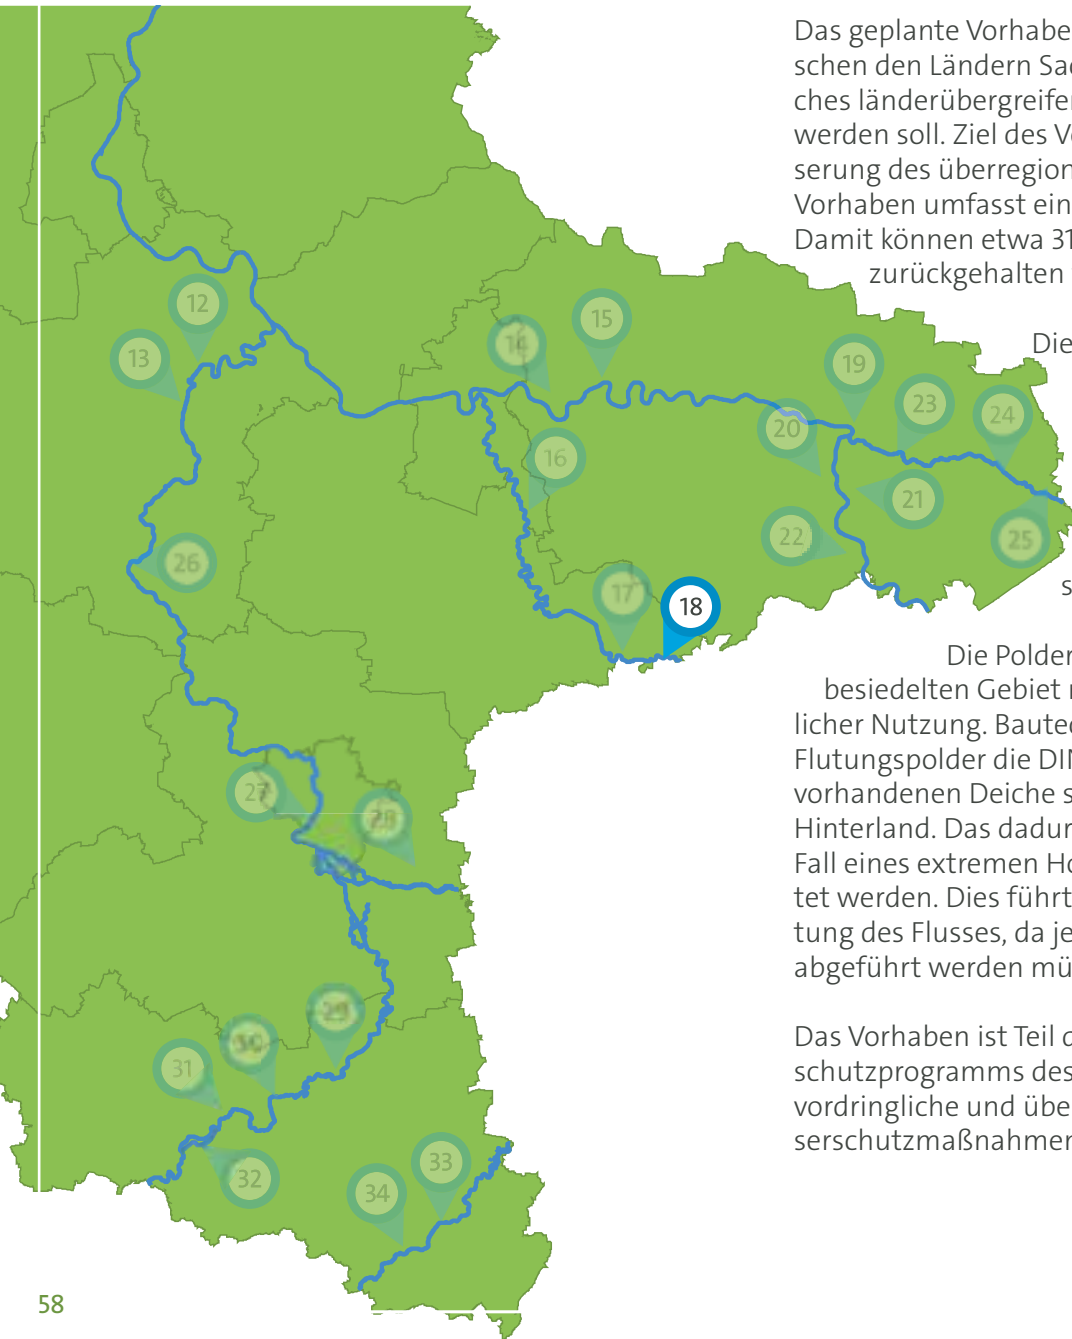 Das geplante Vorhabe
schen den Ländern Sa
ches länderübergreife
werden soll. Ziel des V
serung des überregion
Vorhaben umfasst ein
Damit können etwa 31
zurückgehalten
Die
s
Die Polder
besiedelten Gebiet
licher Nutzung. Bautec
Flutungspolder die DIN
vorhandenen Deiche s
Hinterland. Das dadur
Fall eines extremen Ho
tet werden. Dies führt
tung des Flusses, da je
abgeführt werden mü
Das Vorhaben ist Teil
schutzprogramms des
vordringliche und übe
serschutzmaßnahmen
12
13
14
15
16
17
18
19
20
21
22
23
24
25
26
27
28
29
30
31
32
33
34
58